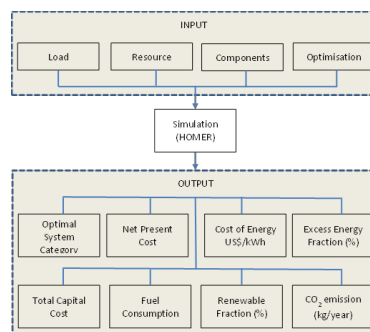 INPUT
Load
Resource
Components
Optimisation
Simulation
(HOMER)
OUTPUT
Optimal
System
Category
Net Present
Cost
Cost of Energy
US$/kWh
Excess Energy
Fraction (%)
Total Capital
Cost
Fuel
Consumption
Renewable
Fraction (%)
CO2 emission
(kg/year)